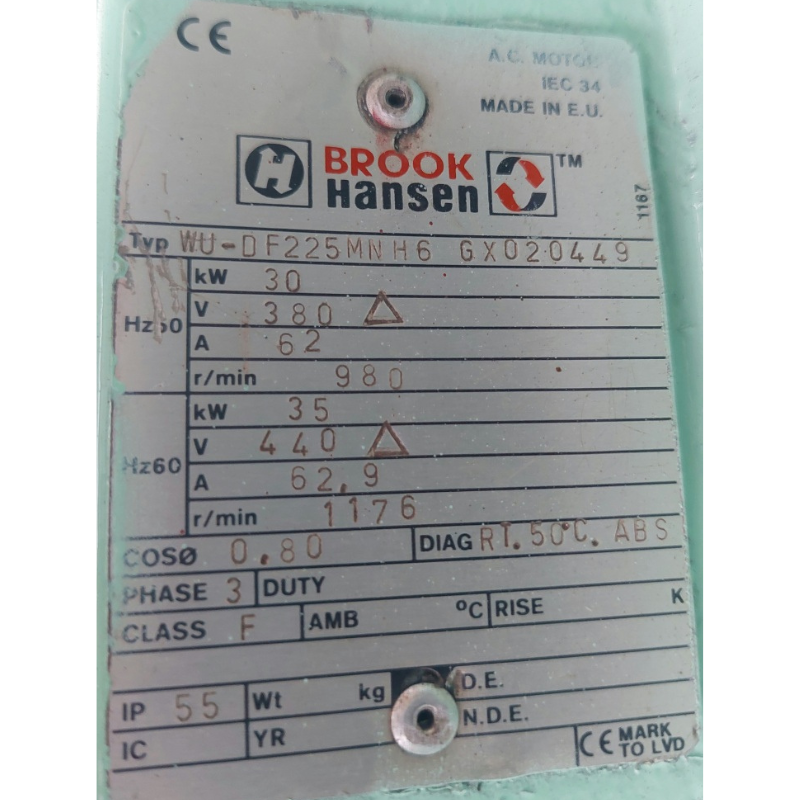 CE A.C. MOTOR
IEC 34
MADE IN E.U.
H BROOK Hansen TM
1167
Typ WU-DF225MNH6 GX020449
Hz50
kW 30
V 380 △
A 62
r/min 980
Hz60
kW 35
V 440 △
A 62,9
r/min 1176
COSØ 0.80 DIAG RT.50°C. ABS
PHASE 3 DUTY
CLASS F AMB °C RISE K
IP 55 Wt kg D.E.
IC YR N.D.E.
CE MARK
TO LVD